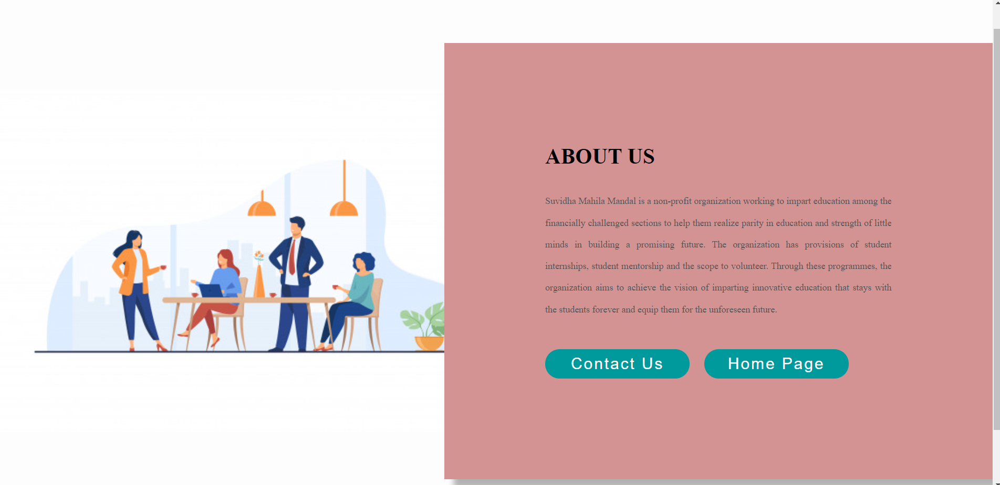 ABOUT US
Suvidha Mahila Mandal is a non-profit organization working to impart education among the
financially challenged sections to help them realize parity in education and strength of little
minds in building a promising future. The organization has provisions of student
internships, student mentorship and the scope to volunteer. Through these programmes, the
organization aims to achieve the vision of imparting innovative education that stays with
the students forever and equip them for the unforeseen future.
Contact Us
Home Page